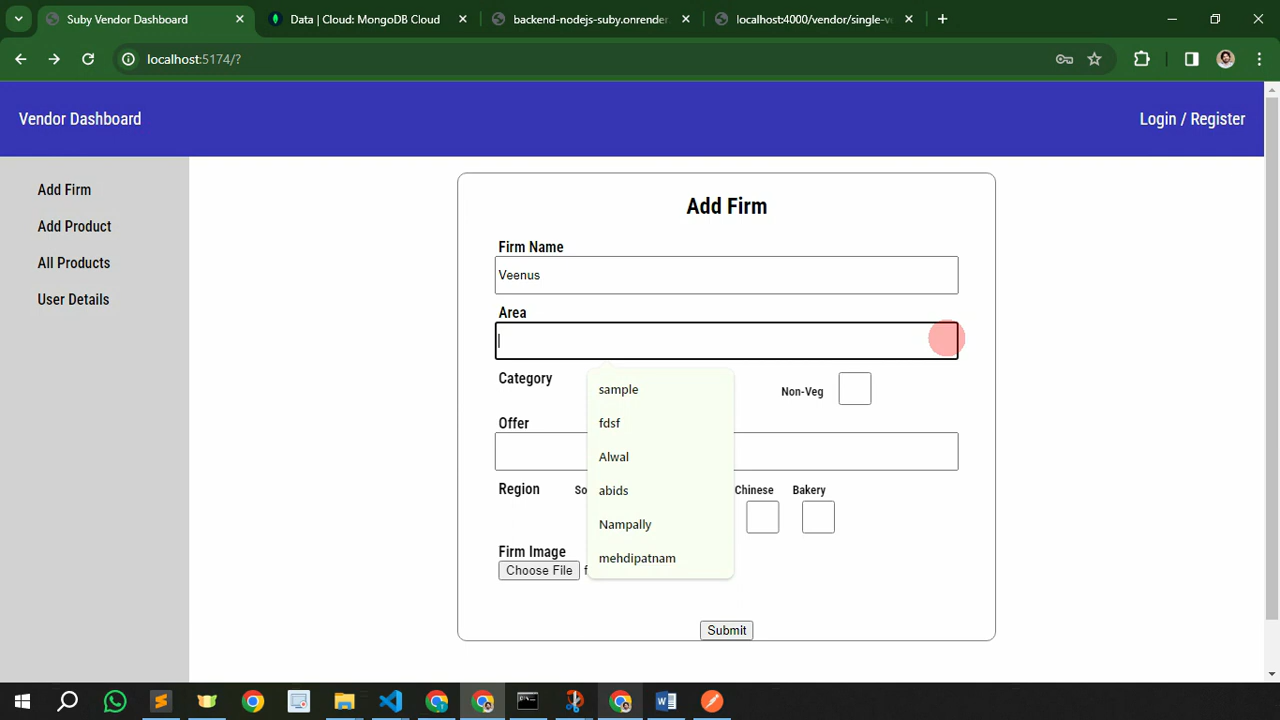 Suby Vendor Dashboard
Data | Cloud: MongoDB Cloud
backend-nodejs-suby.onrender
localhost:4000/vendor/single-v
localhost:5174/?
Vendor Dashboard
Login / Register
Add Firm
Add Product
All Products
User Details
Add Firm
Firm Name
Veenus
Area
sample
fdsf
Alwal
abids
Nampally
mehdipatnam
Category
Non-Veg
Offer
Region
So
Chinese
Bakery
Firm Image
Choose File
Submit